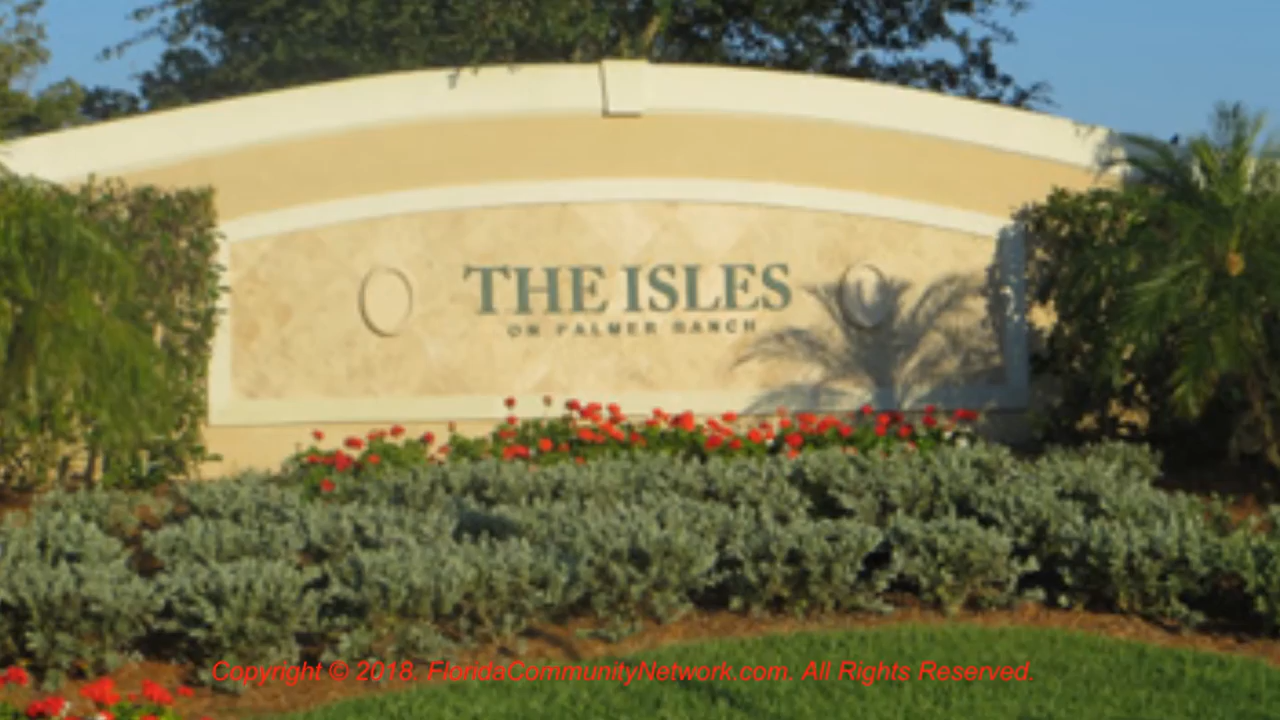 THE ISLES
ON PALMER RANCH
Copyright © 2018. FloridaCommunityNetwork.com. All Rights Reserved.